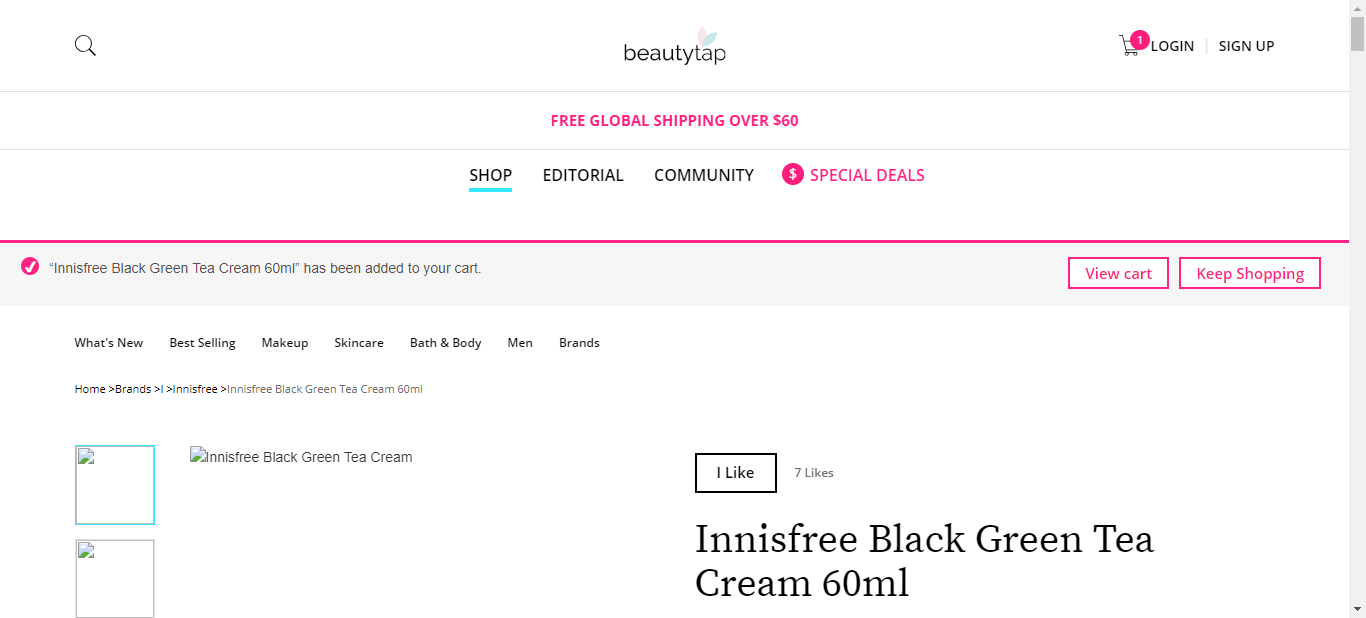 beautytap
1
LOGIN
SIGN UP
FREE GLOBAL SHIPPING OVER $60
SHOP EDITORIAL COMMUNITY $ SPECIAL DEALS
“Innisfree Black Green Tea Cream 60ml” has been added to your cart.
View cart
Keep Shopping
What's New Best Selling Makeup Skincare Bath & Body Men Brands
Home >Brands >I >Innisfree >Innisfree Black Green Tea Cream 60ml
Innisfree Black Green Tea Cream
I Like
7 Likes
Innisfree Black Green Tea
Cream 60ml